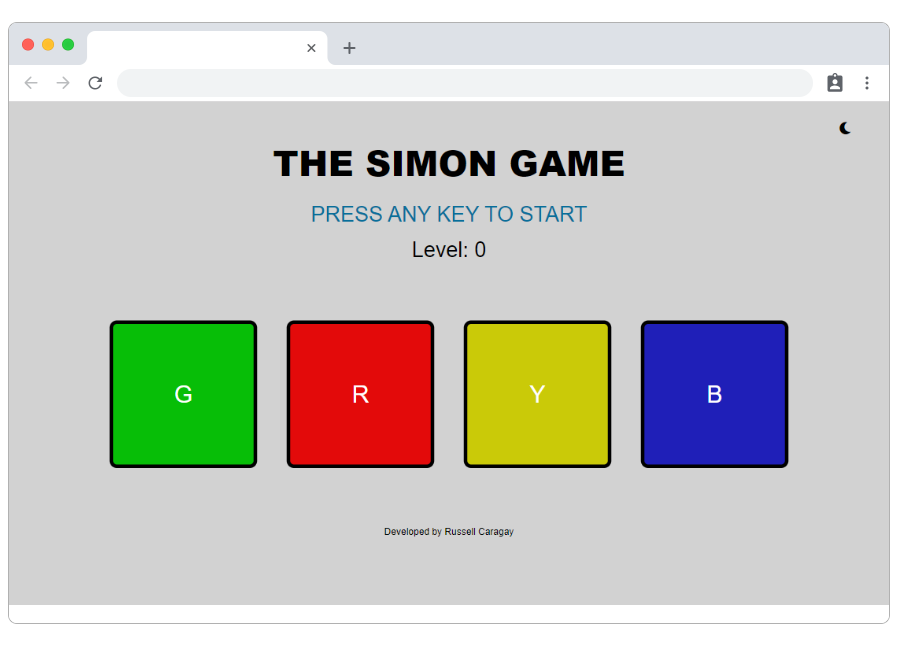 THE SIMON GAME
PRESS ANY KEY TO START
Level: 0
G R Y B
Developed by Russell Caragay